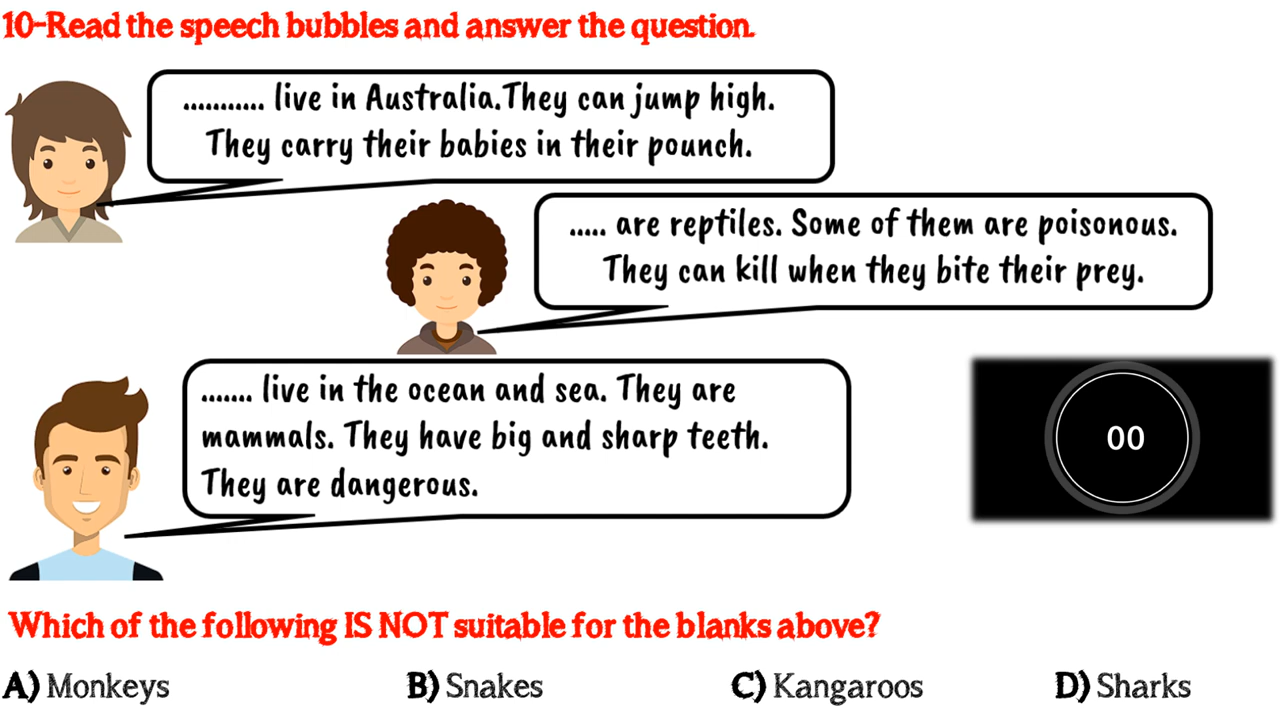 10-Read the speech bubbles and answer the question.
........... live in Australia.They can jump high.
They carry their babies in their pounch.
..... are reptiles. Some of them are poisonous.
They can kill when they bite their prey.
....... live in the ocean and sea. They are
mammals. They have big and sharp teeth.
They are dangerous.
00
Which of the following IS NOT suitable for the blanks above?
A) Monkeys B) Snakes C) Kangaroos D) Sharks